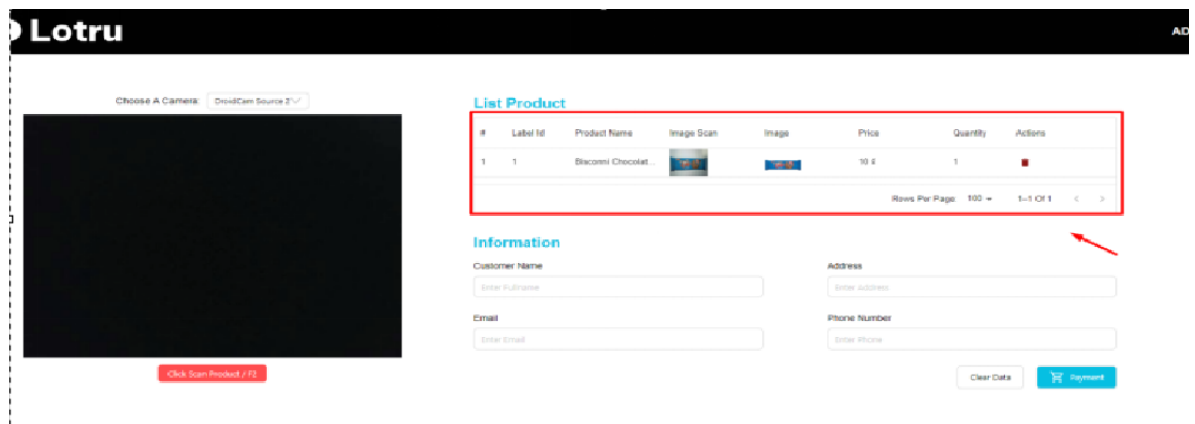 Lotru
AD
Choose A Camera:
DroidCam Source 2
Click Scan Product / F2
List Product
# Label Id Product Name Image Scan Image Price Quantity Actions
1 1 Bisconni Chocolat... 1
Rows Per Page 100 1–1 Of 1
Information
Customer Name Address
Enter Fullname Enter Address
Email Phone Number
Enter Email Enter Phone
Clear Data Payment